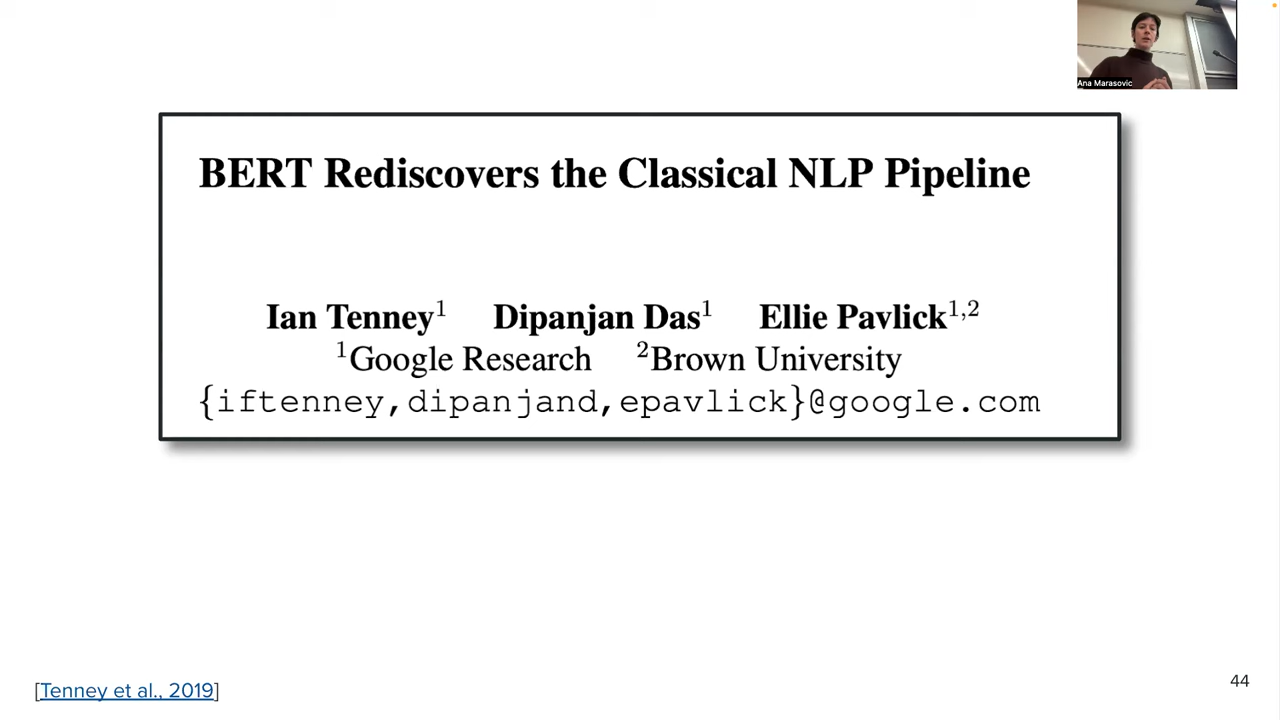 Ana Marasovic
BERT Rediscovers the Classical NLP Pipeline
Ian Tenney¹ Dipanjan Das¹ Ellie Pavlick¹,²
¹Google Research ²Brown University
{iftenney,dipanjand,epavlick}@google.com
[Tenney et al., 2019]
44